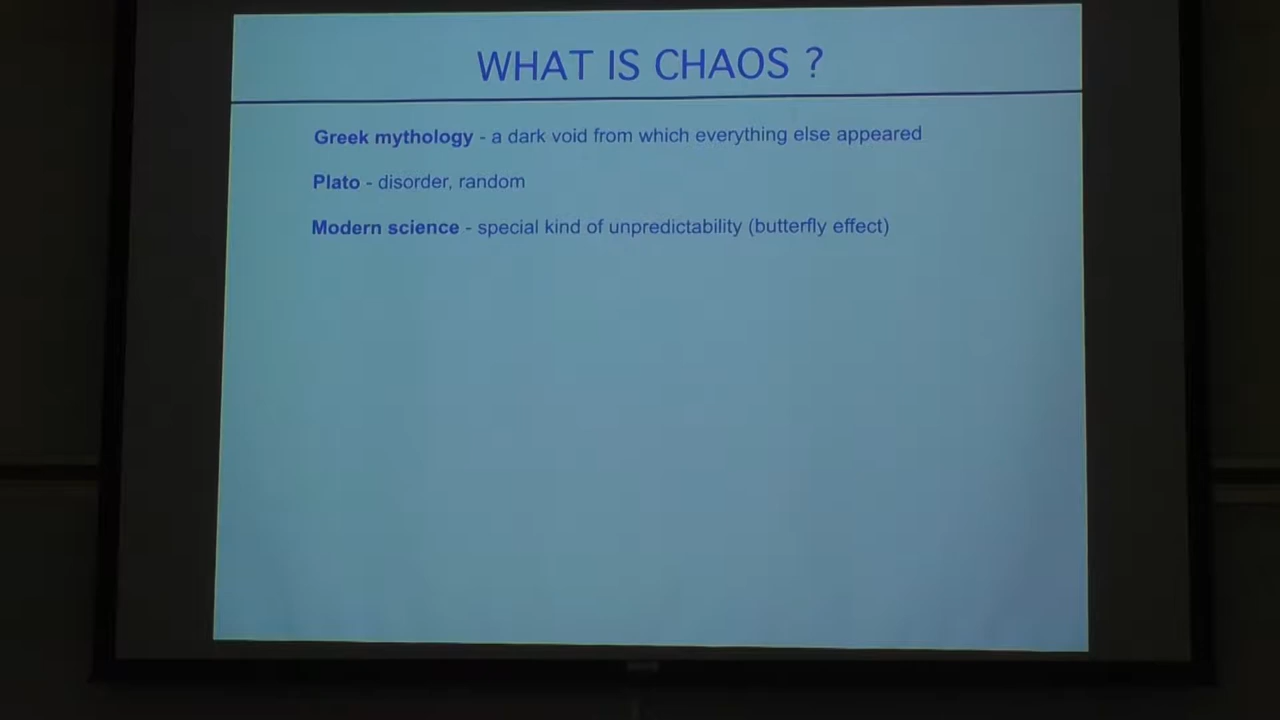 WHAT IS CHAOS ?
Greek mythology - a dark void from which everything else appeared
Plato - disorder, random
Modern science - special kind of unpredictability (butterfly effect)